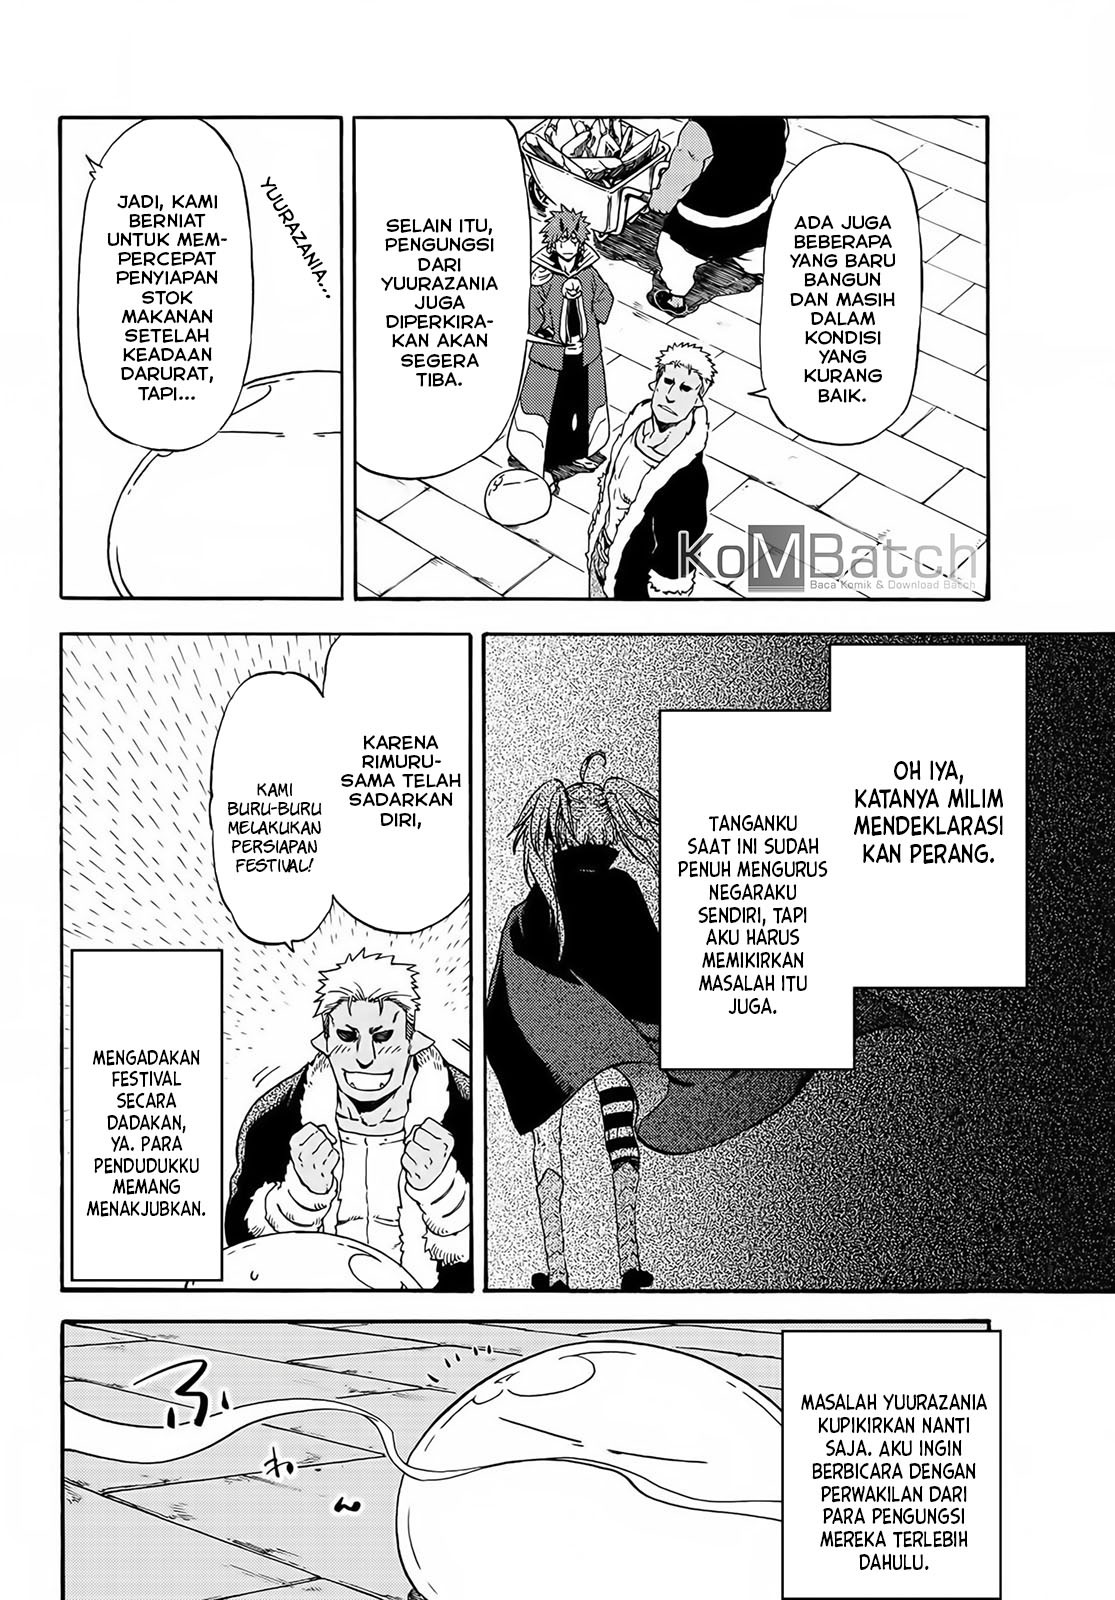 ADA JUGA
BEBERAPA
YANG BARU
BANGUN
DAN MASIH
DALAM
KONDISI
YANG
KURANG
BAIK.
SELAIN ITU,
PENGUNGSI
DARI
YUURAZANIA
JUGA
DIPERKIRA-
KAN AKAN
SEGERA
TIBA.
YUURAZANIA...
JADI, KAMI
BERNIAT
UNTUK MEM-
PERCEPAT
PENYIAPAN
STOK
MAKANAN
SETELAH
KEADAAN
DARURAT,
TAPI...
KoMBatch
Baca Komik & Download Batch
OH IYA,
KATANYA MILIM
MENDEKLARASI
KAN PERANG.
TANGANKU
SAAT INI SUDAH
PENUH MENGURUS
NEGARAKU
SENDIRI, TAPI
AKU HARUS
MEMIKIRKAN
MASALAH ITU
JUGA.
KARENA
RIMURU-
SAMA TELAH
SADARKAN
DIRI,
KAMI
BURU-BURU
MELAKUKAN
PERSIAPAN
FESTIVAL!
MENGADAKAN
FESTIVAL
SECARA
DADAKAN,
YA. PARA
PENDUDUKKU
MEMANG
MENAKJUBKAN.
MASALAH YUURAZANIA
KUPIKIRKAN NANTI
SAJA. AKU INGIN
BERBICARA DENGAN
PERWAKILAN DARI
PARA PENGUNGSI
MEREKA TERLEBIH
DAHULU.
ふ
わ
ん